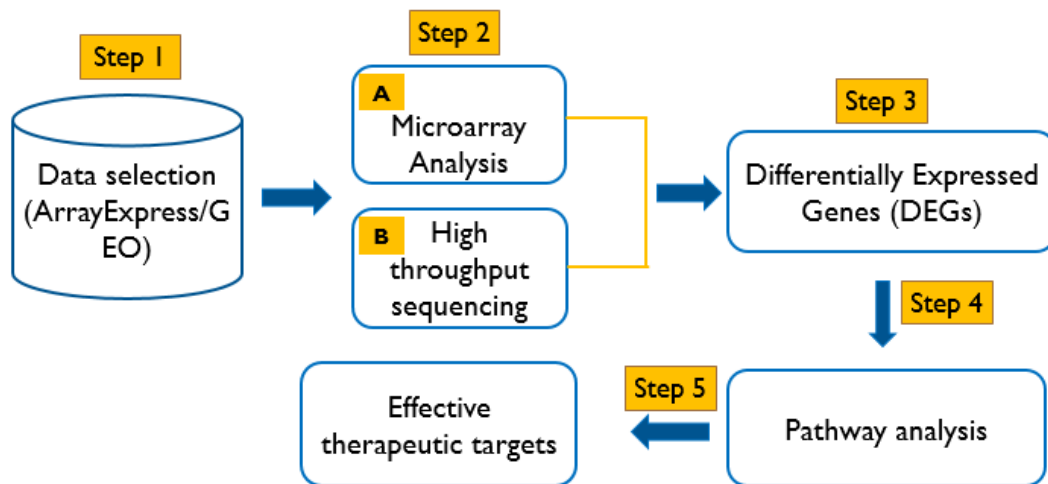 Step 1
Data selection
(ArrayExpress/G
EO)
Step 2
A
Microarray
Analysis
B
High
throughput
sequencing
Step 3
Differentially Expressed
Genes (DEGs)
Step 4
Pathway analysis
Step 5
Effective
therapeutic targets